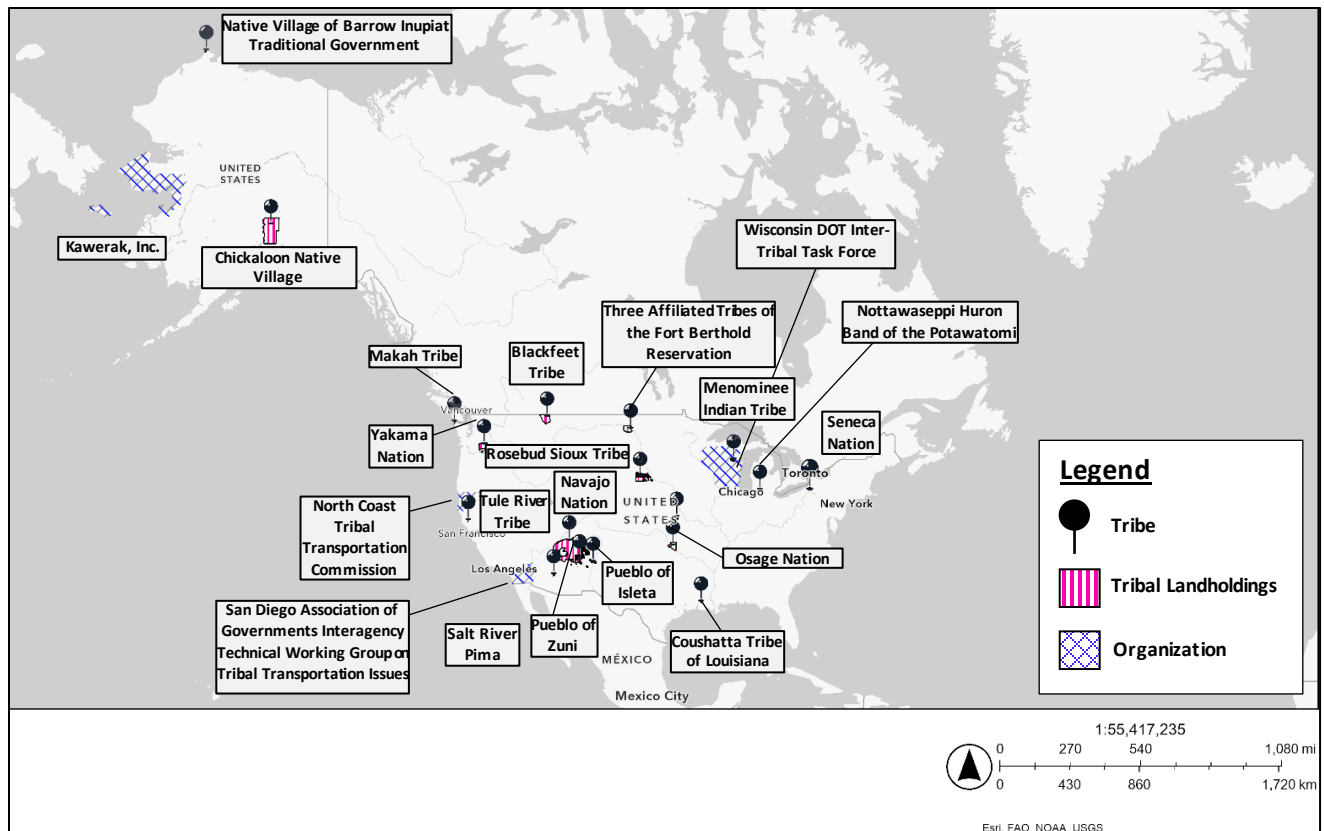 Native Village of Barrow Inupiat
Traditional Government
UNITED
STATES
Kawerak, Inc.
Chickaloon Native
Village
Wisconsin DOT Inter-
Tribal Task Force
Three Affiliated Tribes of
the Fort Berthold
Reservation
Nottawaseppi Huron
Band of the Potawatomi
Makah Tribe
Blackfeet
Tribe
Menominee
Indian Tribe
Vancouver
Seneca
Nation
Yakama
Nation
Rosebud Sioux Tribe
Toronto
Chicago
New York
Navajo
Nation
UNITED
STATES
North Coast
Tribal
Transportation
Commission
Tule River
Tribe
San Francisco
Osage Nation
Los Angeles
Pueblo of
Isleta
San Diego Association of
Governments Interagency
Technical Working Group on
Tribal Transportation Issues
Salt River
Pima
Pueblo of
Zuni
Coushatta Tribe
of Louisiana
MÉXICO
Mexico City
Legend
Tribe
Tribal Landholdings
Organization
1:55,417,235
0 270 540 1,080 mi
0 430 860 1,720 km
Esri, FAO, NOAA, USGS